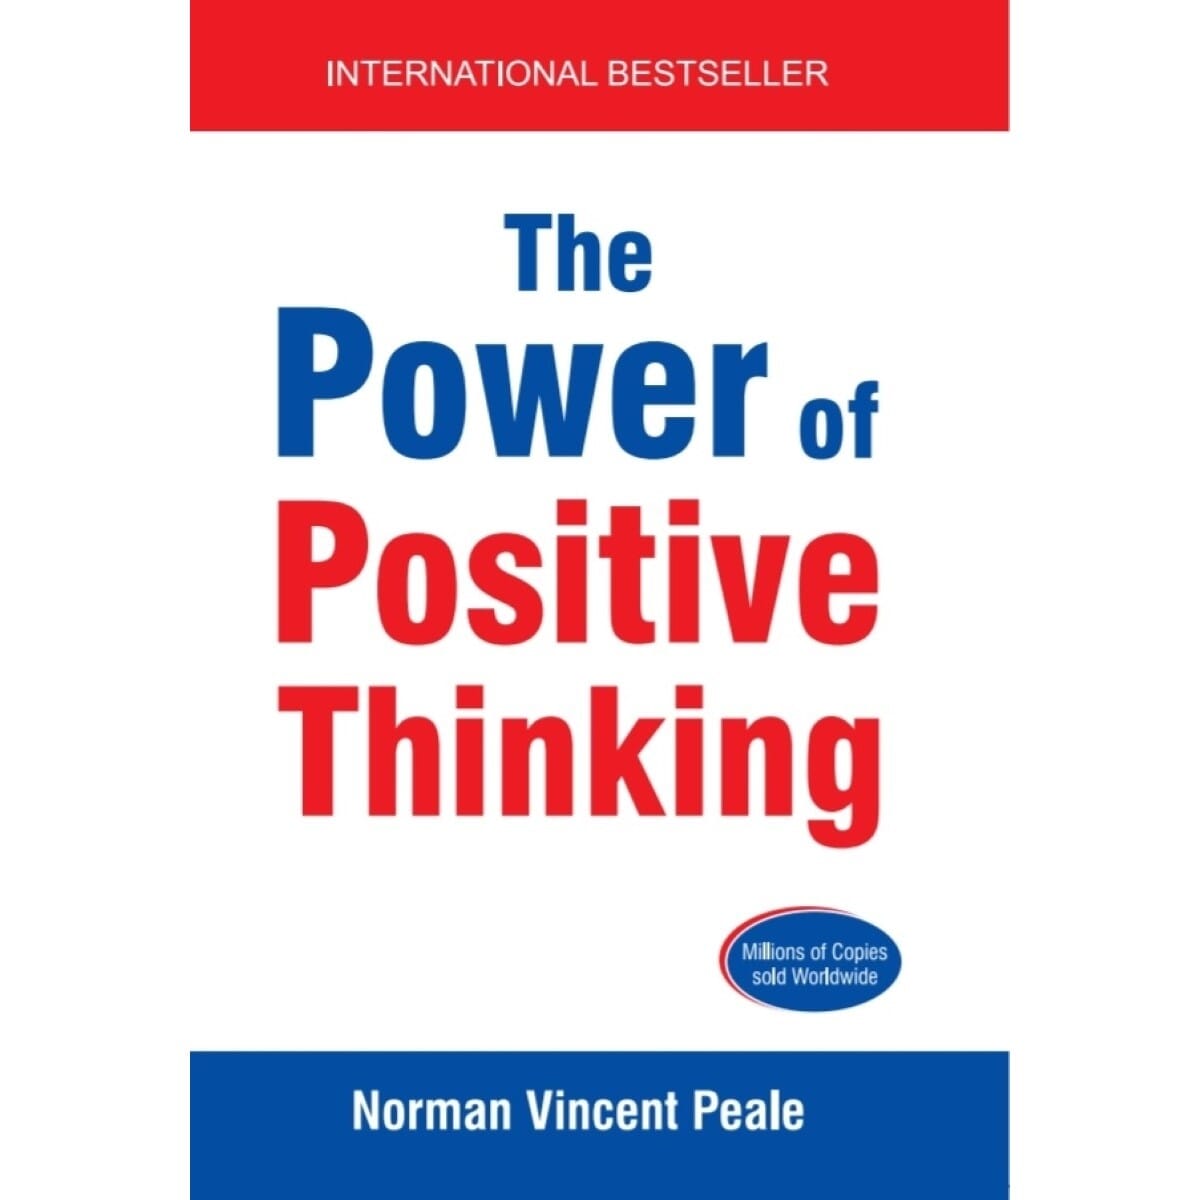 INTERNATIONAL BESTSELLER
The
Power of
Positive
Thinking
Millions of Copies
sold Worldwide
Norman Vincent Peale